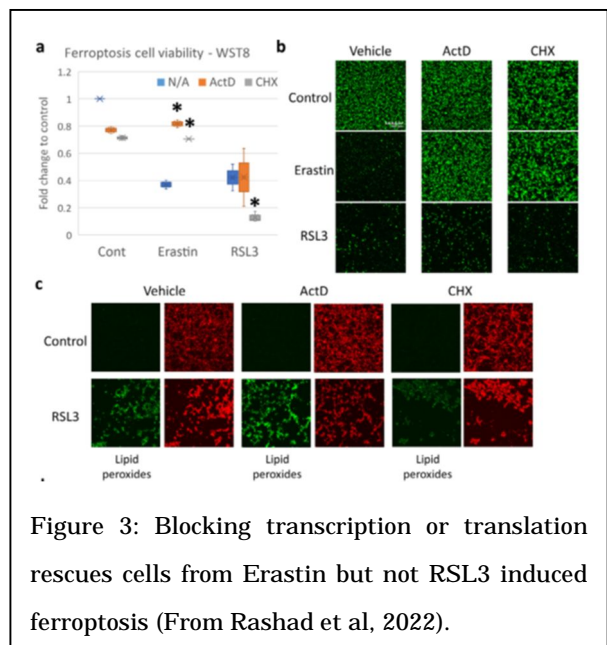 a
Ferroptosis cell viability - WST8
N/A ActD CHX
Fold change to control
1.2
1
0.8
0.6
0.4
0.2
0
* *
*
Cont Erastin RSL3
b
Vehicle ActD CHX
Control
Erastin
RSL3
c
Vehicle ActD CHX
Control
RSL3
Lipid Lipid Lipid
peroxides peroxides peroxides
.
Figure 3: Blocking transcription or translation
rescues cells from Erastin but not RSL3 induced
ferroptosis (From Rashad et al, 2022).